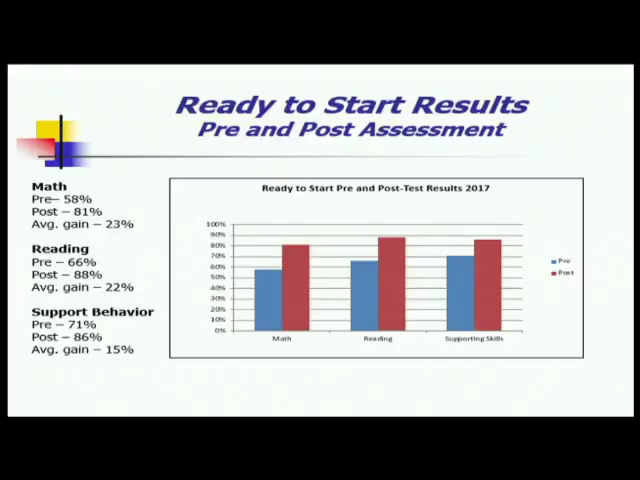 Ready to Start Results
Pre and Post Assessment
Math
Pre– 58%
Post – 81%
Avg. gain – 23%
Reading
Pre – 66%
Post – 88%
Avg. gain – 22%
Support Behavior
Pre – 71%
Post – 86%
Avg. gain – 15%
Ready to Start Pre and Post-Test Results 2017
100%
90%
80%
70%
60%
50%
40%
30%
20%
10%
0%
Math Reading Supporting Skills
Pre
Post